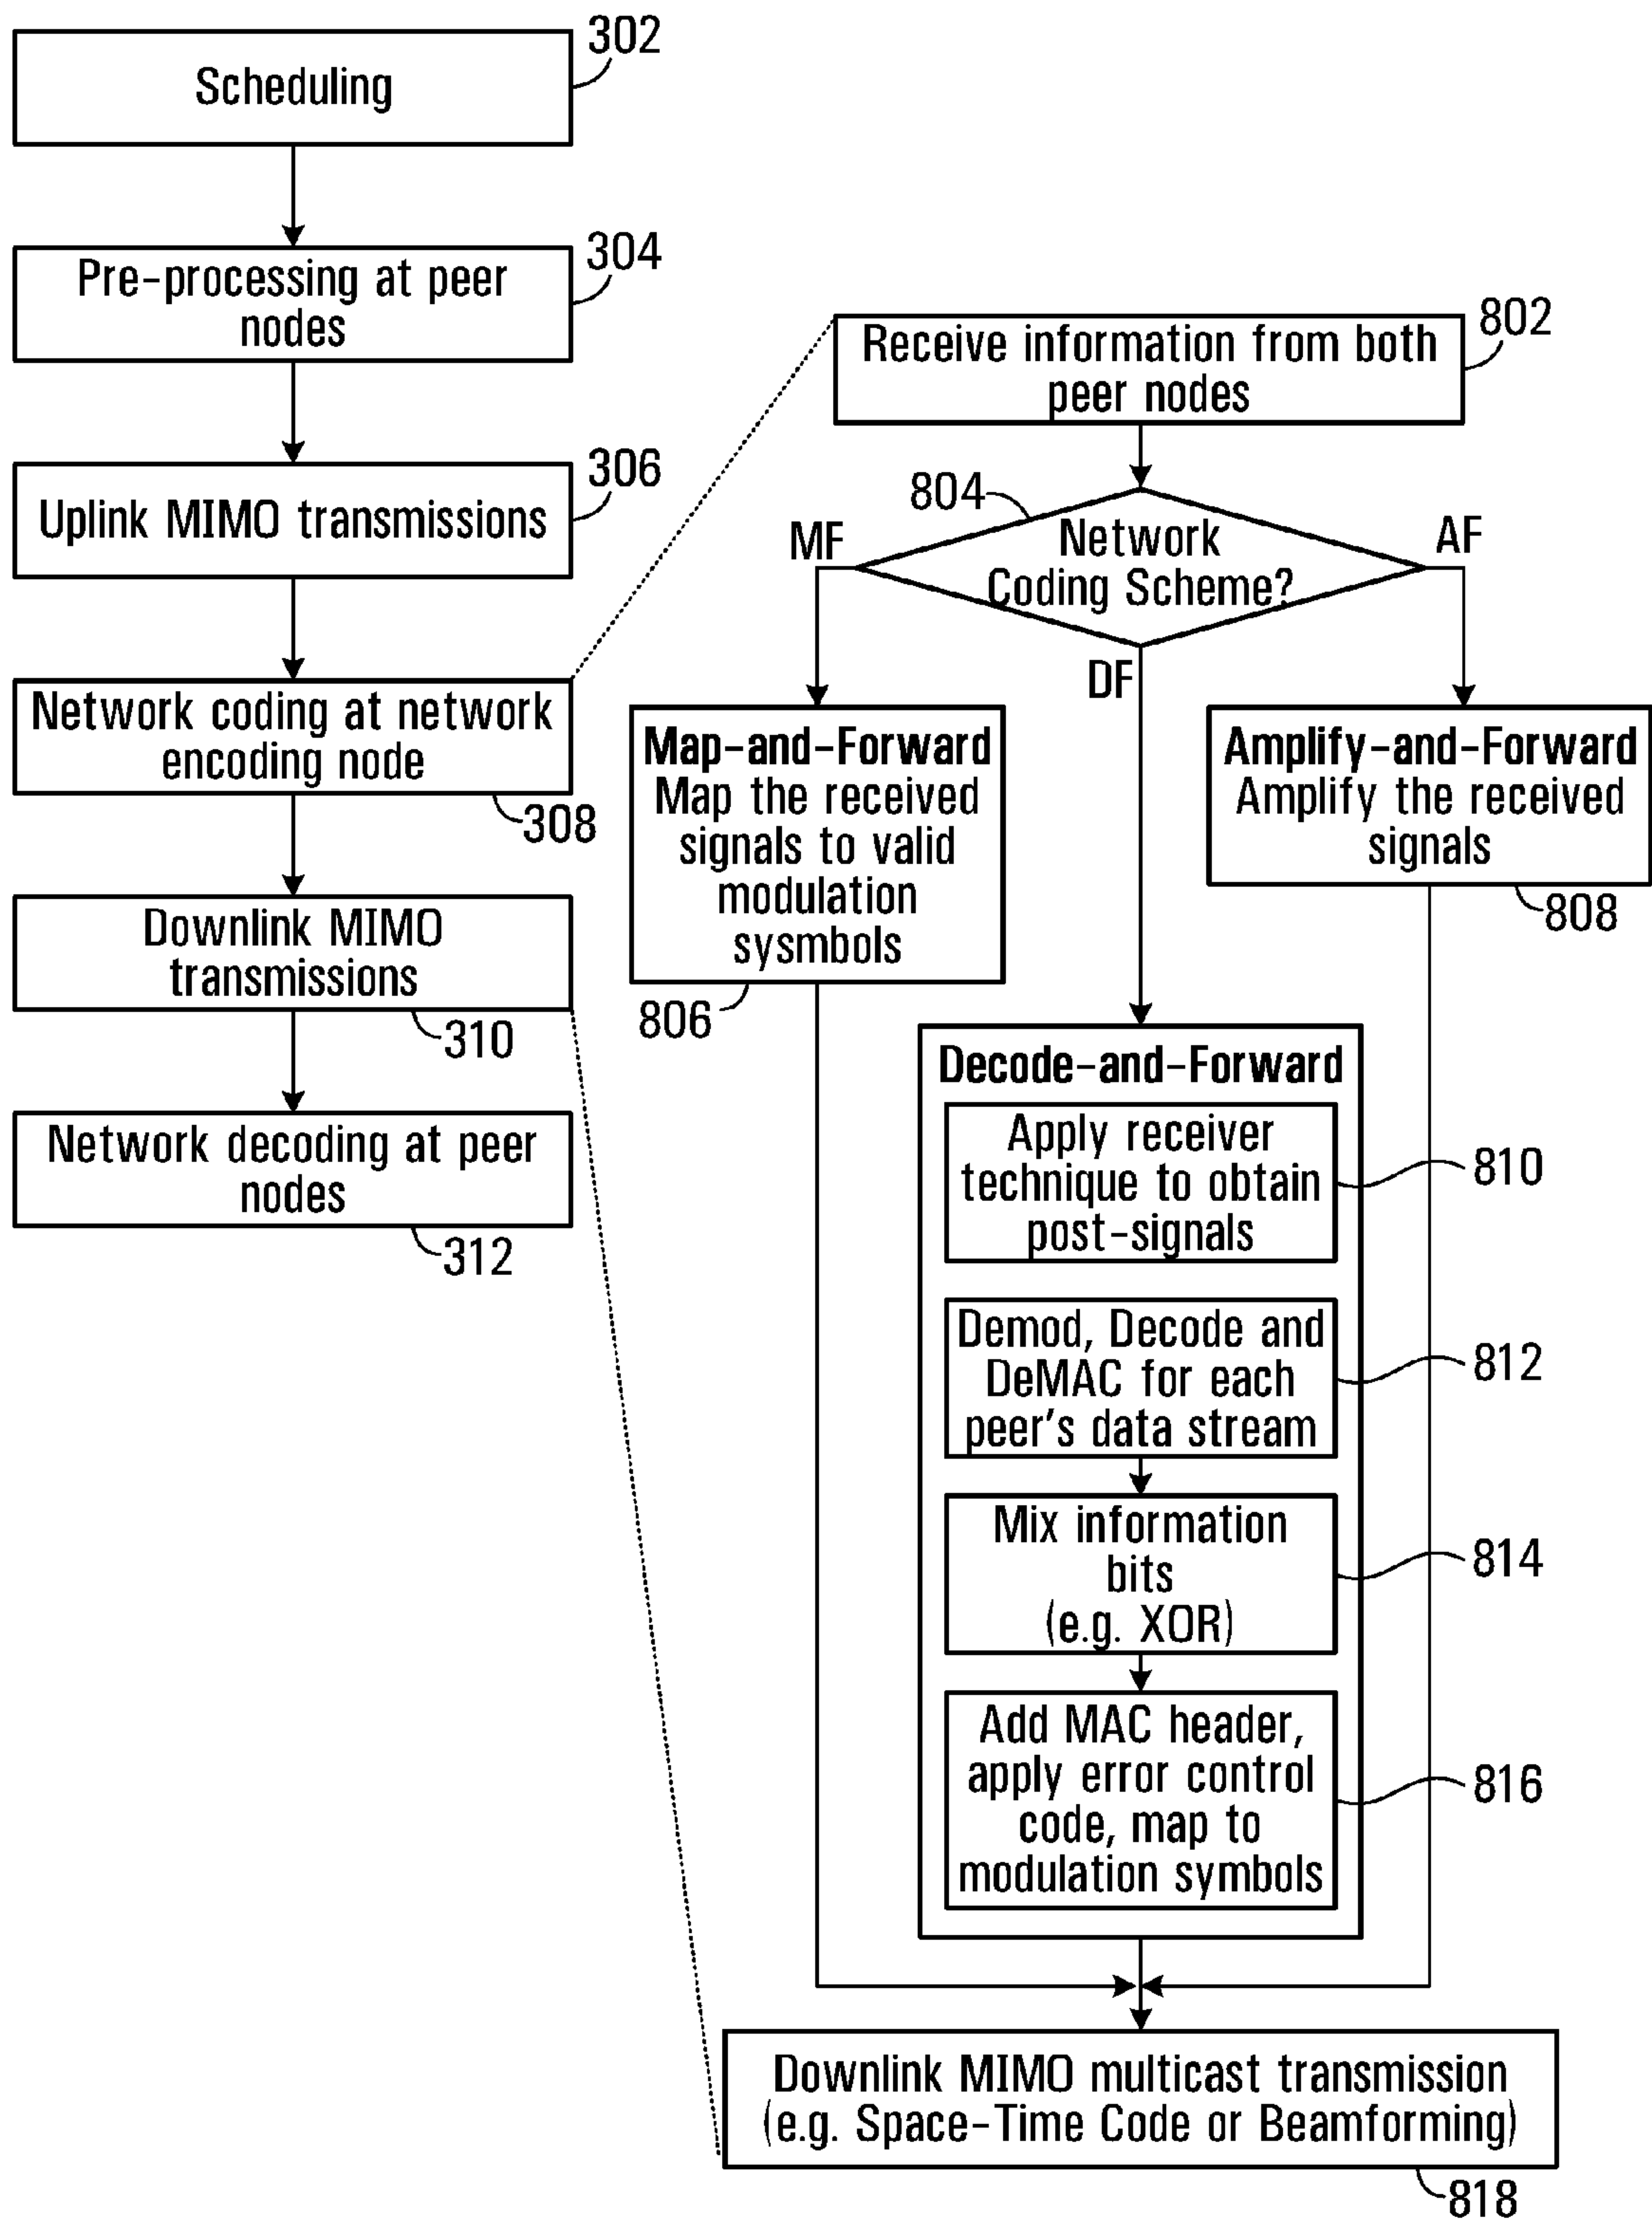 302
Scheduling
304
Pre-processing at peer
nodes
306
Uplink MIMO transmissions
Network coding at network
encoding node
308
Downlink MIMO
transmissions
310
Network decoding at peer
nodes
312
802
Receive information from both
peer nodes
804
MF
Network
Coding Scheme?
AF
DF
Map-and-Forward
Map the received
signals to valid
modulation
sysmbols
806
Amplify-and-Forward
Amplify the received
signals
808
Decode-and-Forward
Apply receiver
technique to obtain
post-signals
810
Demod, Decode and
DeMAC for each
peer's data stream
812
Mix information
bits
(e.g. XOR)
814
Add MAC header,
apply error control
code, map to
modulation symbols
816
Downlink MIMO multicast transmission
(e.g. Space-Time Code or Beamforming)
818